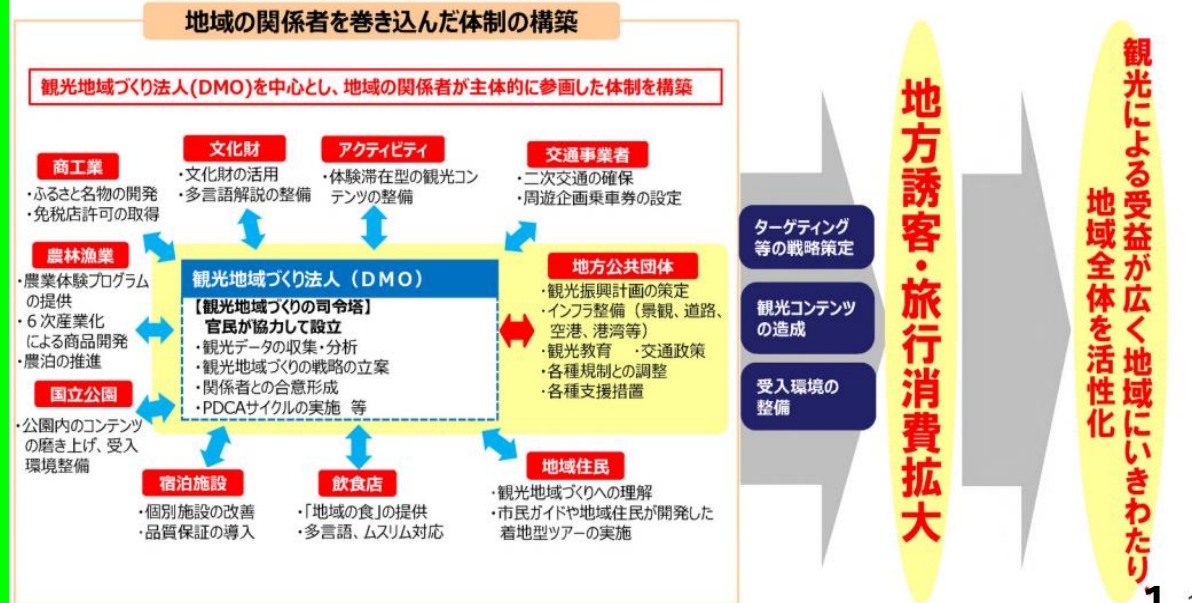 地域の関係者を巻き込んだ体制の構築
観光地域づくり法人(DMO)を中心とし、地域の関係者が主体的に参画した体制を構築
商工業
・ふるさと名物の開発
・免税店許可の取得
文化財
・文化財の活用
・多言語解説の整備
アクティビティ
・体験滞在型の観光コン
テンツの整備
交通事業者
・二次交通の確保
・周遊企画乗車券の設定
農林漁業
・農業体験プログラム
の提供
・6次産業化
による商品開発
・農泊の推進
観光地域づくり法人(DMO)
【観光地域づくりの司令塔】
官民が協力して設立
・観光データの収集・分析
・観光地域づくりの戦略の立案
・関係者との合意形成
・PDCAサイクルの実施 等
地方公共団体
・観光振興計画の策定
・インフラ整備(景観、道路、
空港、港湾等)
・観光教育 ・交通政策
・各種規制との調整
・各種支援措置
国立公園
・公園内のコンテンツ
の磨き上げ、受入
環境整備
宿泊施設
・個別施設の改善
・品質保証の導入
飲食店
・「地域の食」の提供
・多言語、ムスリム対応
地域住民
・観光地域づくりへの理解
・市民ガイドや地域住民が開発した
着地型ツアーの実施
ターゲティング
等の戦略策定
観光コンテンツ
の造成
受入環境の
整備
地方誘客・旅行消費拡大
観光による受益が広く地域にいきわたり、
地域全体を活性化
1